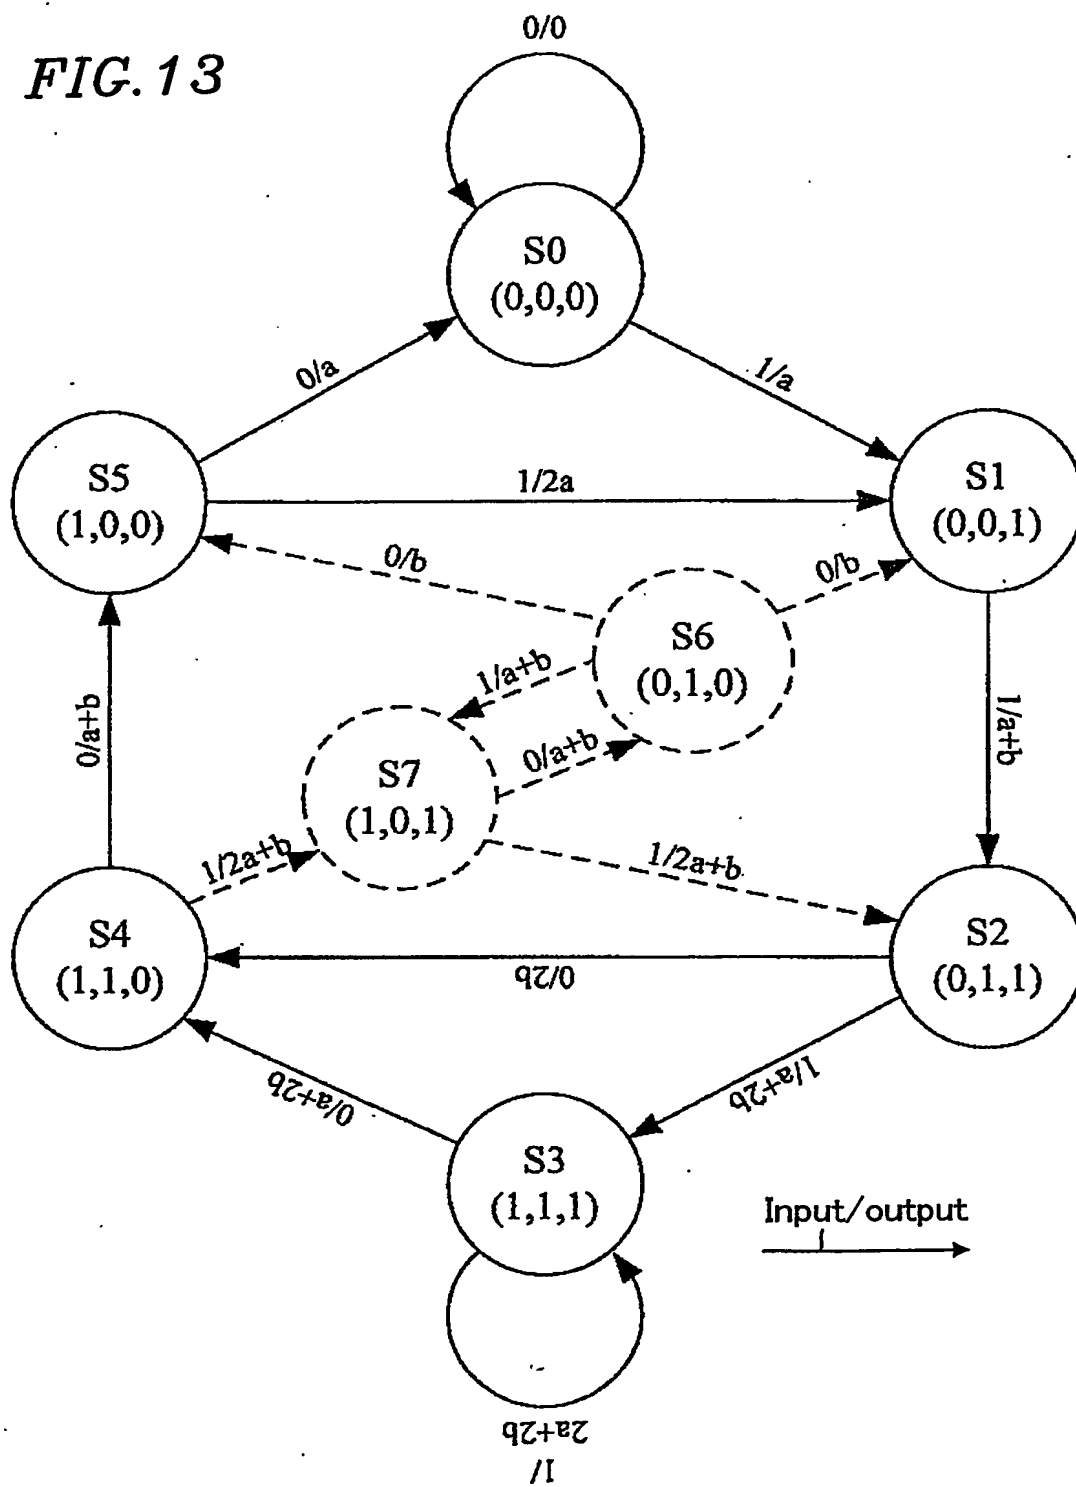 FIG. 13
0/0
S0
(0,0,0)
0/a
1/a
S5
(1,0,0)
1/2a
S1
(0,0,1)
0/b
0/b
S6
(0,1,0)
1/a+b
0/a+b
1/a+b
0/a+b
S7
(1,0,1)
1/2a+b
1/2a+b
S4
(1,1,0)
0/2b
S2
(0,1,1)
0/a+2b
1/a+2b
S3
(1,1,1)
Input/output
1/
2a+2b